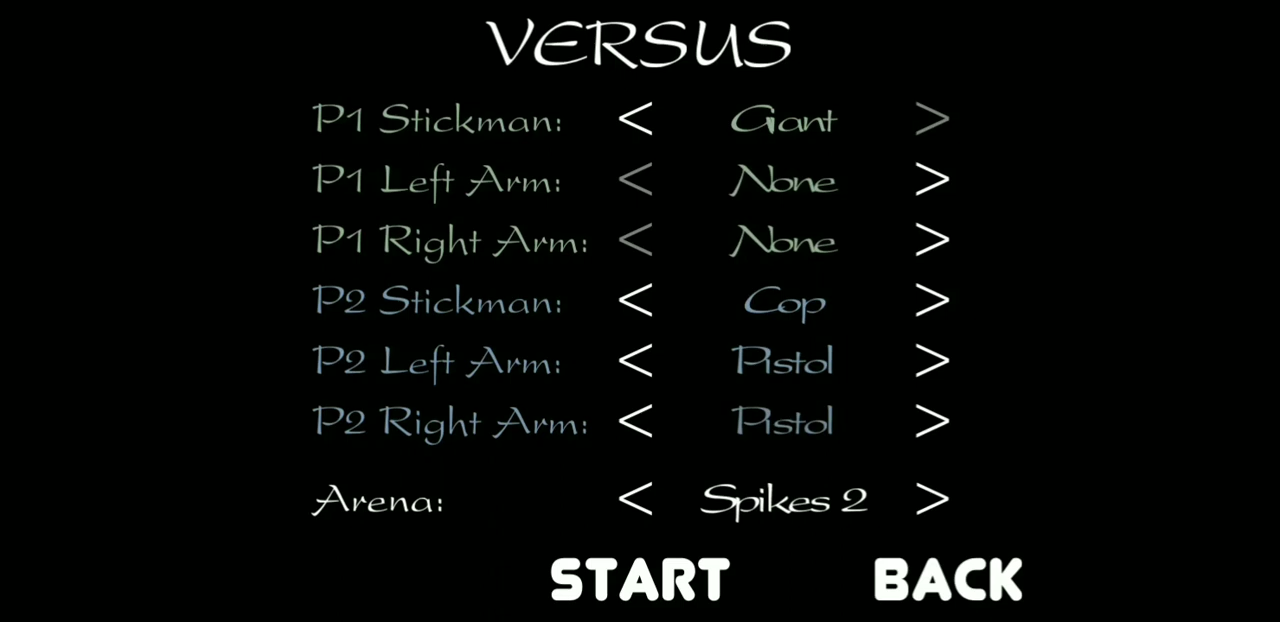 VERSUS
P1 Stickman: < Giant >
P1 Left Arm: < None >
P1 Right Arm: < None >
P2 Stickman: < Cop >
P2 Left Arm: < Pistol >
P2 Right Arm: < Pistol >
Arena: < Spikes 2 >
START BACK